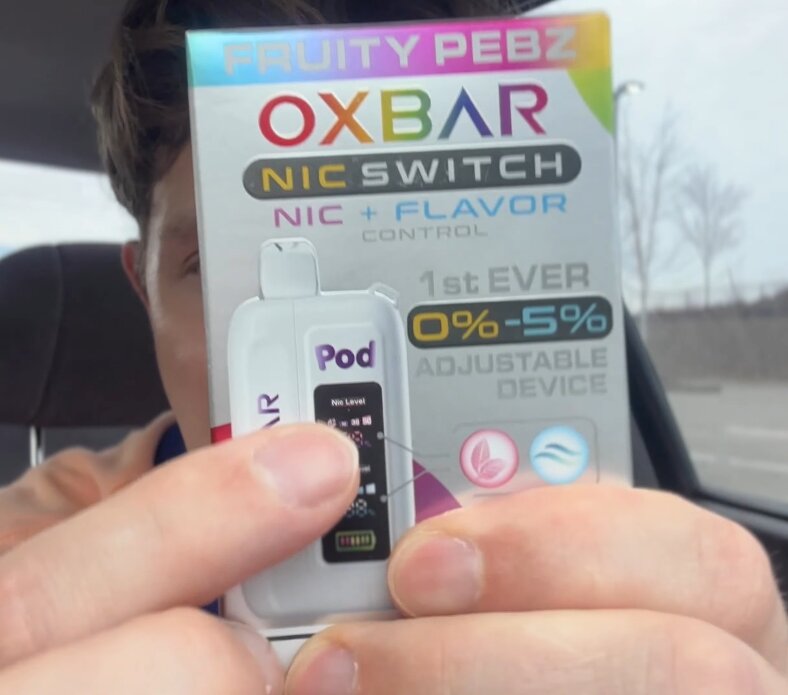 FRUITY PEBZ
OXBAR
NIC SWITCH
NIC + FLAVOR
CONTROL
1st EVER
0%-5%
ADJUSTABLE
DEVICE
Pod
Nic Level